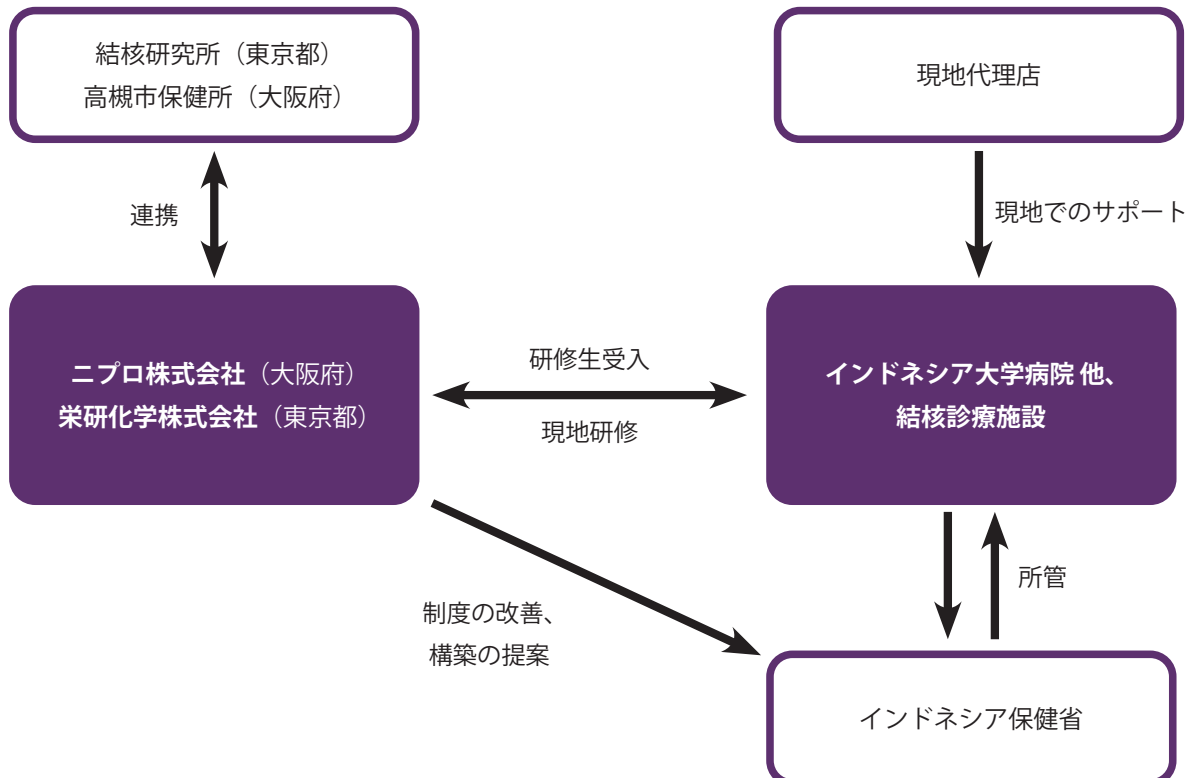 結核研究所（東京都）
高槻市保健所（大阪府）
現地代理店
連携
現地でのサポート
ニプロ株式会社（大阪府）
栄研化学株式会社（東京都）
研修生受入
現地研修
インドネシア大学病院 他、
結核診療施設
所管
制度の改善、
構築の提案
インドネシア保健省